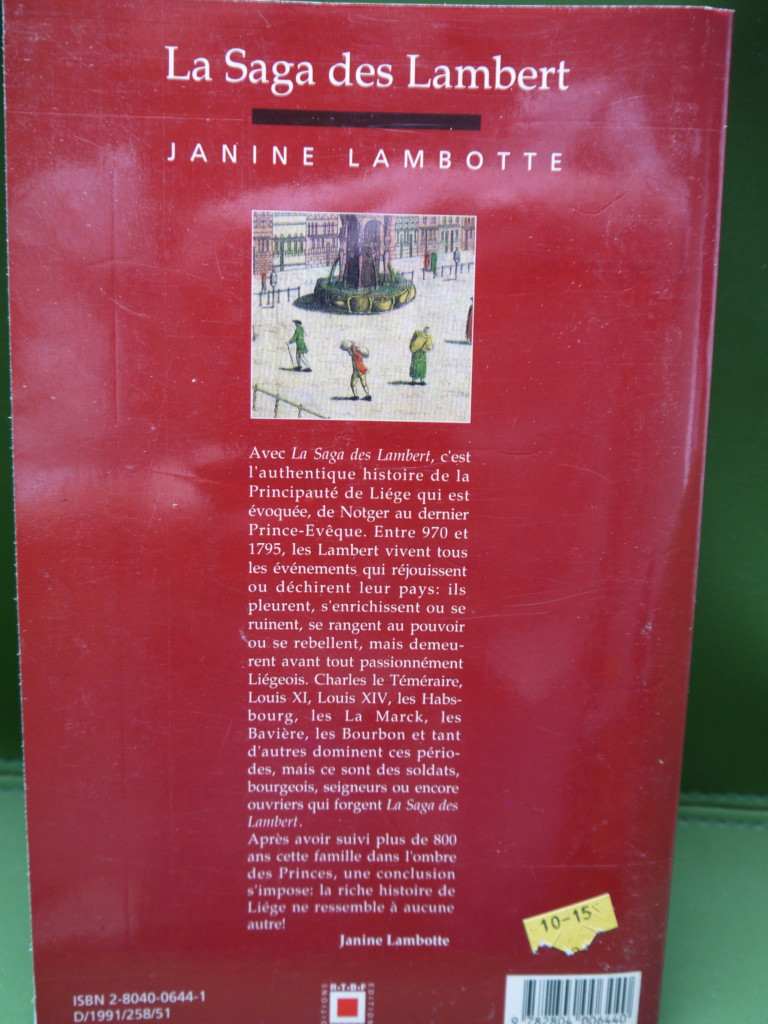 La Saga des Lambert
JANINE LAMBOTTE
Avec La Saga des Lambert, c'est
l'authentique histoire de la
Principauté de Liége qui est
évoquée, de Notger au dernier
Prince-Evêque. Entre 970 et
1795, les Lambert vivent tous
les événements qui réjouissent
ou déchirent leur pays: ils
pleurent, s'enrichissent ou se
ruinent, se rangent au pouvoir
ou se rebellent, mais demeu-
rent avant tout passionnément
Liégeois. Charles le Téméraire,
Louis XI, Louis XIV, les Habs-
bourg, les La Marck, les
Bavière, les Bourbon et tant
d'autres dominent ces pério-
des, mais ce sont des soldats,
bourgeois, seigneurs ou encore
ouvriers qui forgent La Saga des
Lambert.
Après avoir suivi plus de 800
ans cette famille dans l'ombre
des Princes, une conclusion
s'impose: la riche histoire de
Liége ne ressemble à aucune
autre!
Janine Lambotte
10-15
ISBN 2-8040-0644-1
D/1991/258/51
RTBF
EDITIONS
9 782804 006440